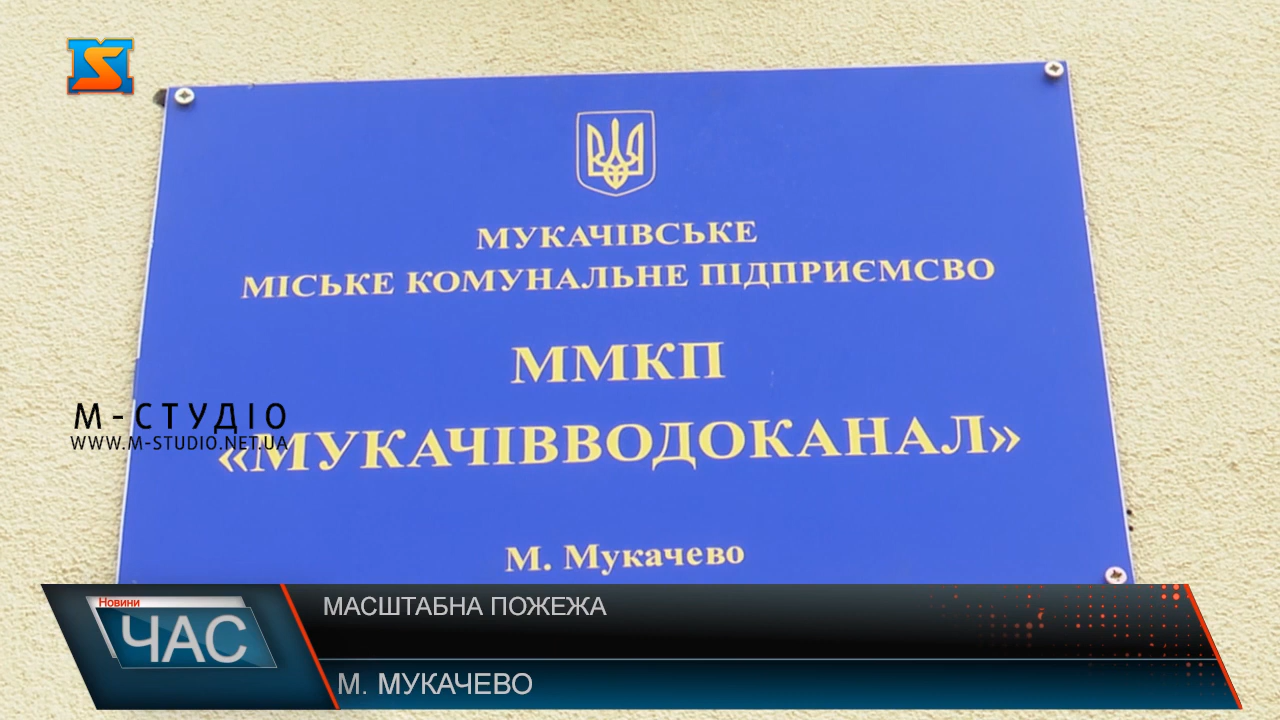 МУКАЧІВСЬКЕ
МІСЬКЕ КОМУНАЛЬНЕ ПІДПРИЄМСВО
ММКП
М-СТУДІО
WWW.M-STUDIO.NET.UA
«МУКАЧІВВОДОКАНАЛ»
М. Мукачево
Новини
ЧАС
МАСШТАБНА ПОЖЕЖА
М. МУКАЧЕВО